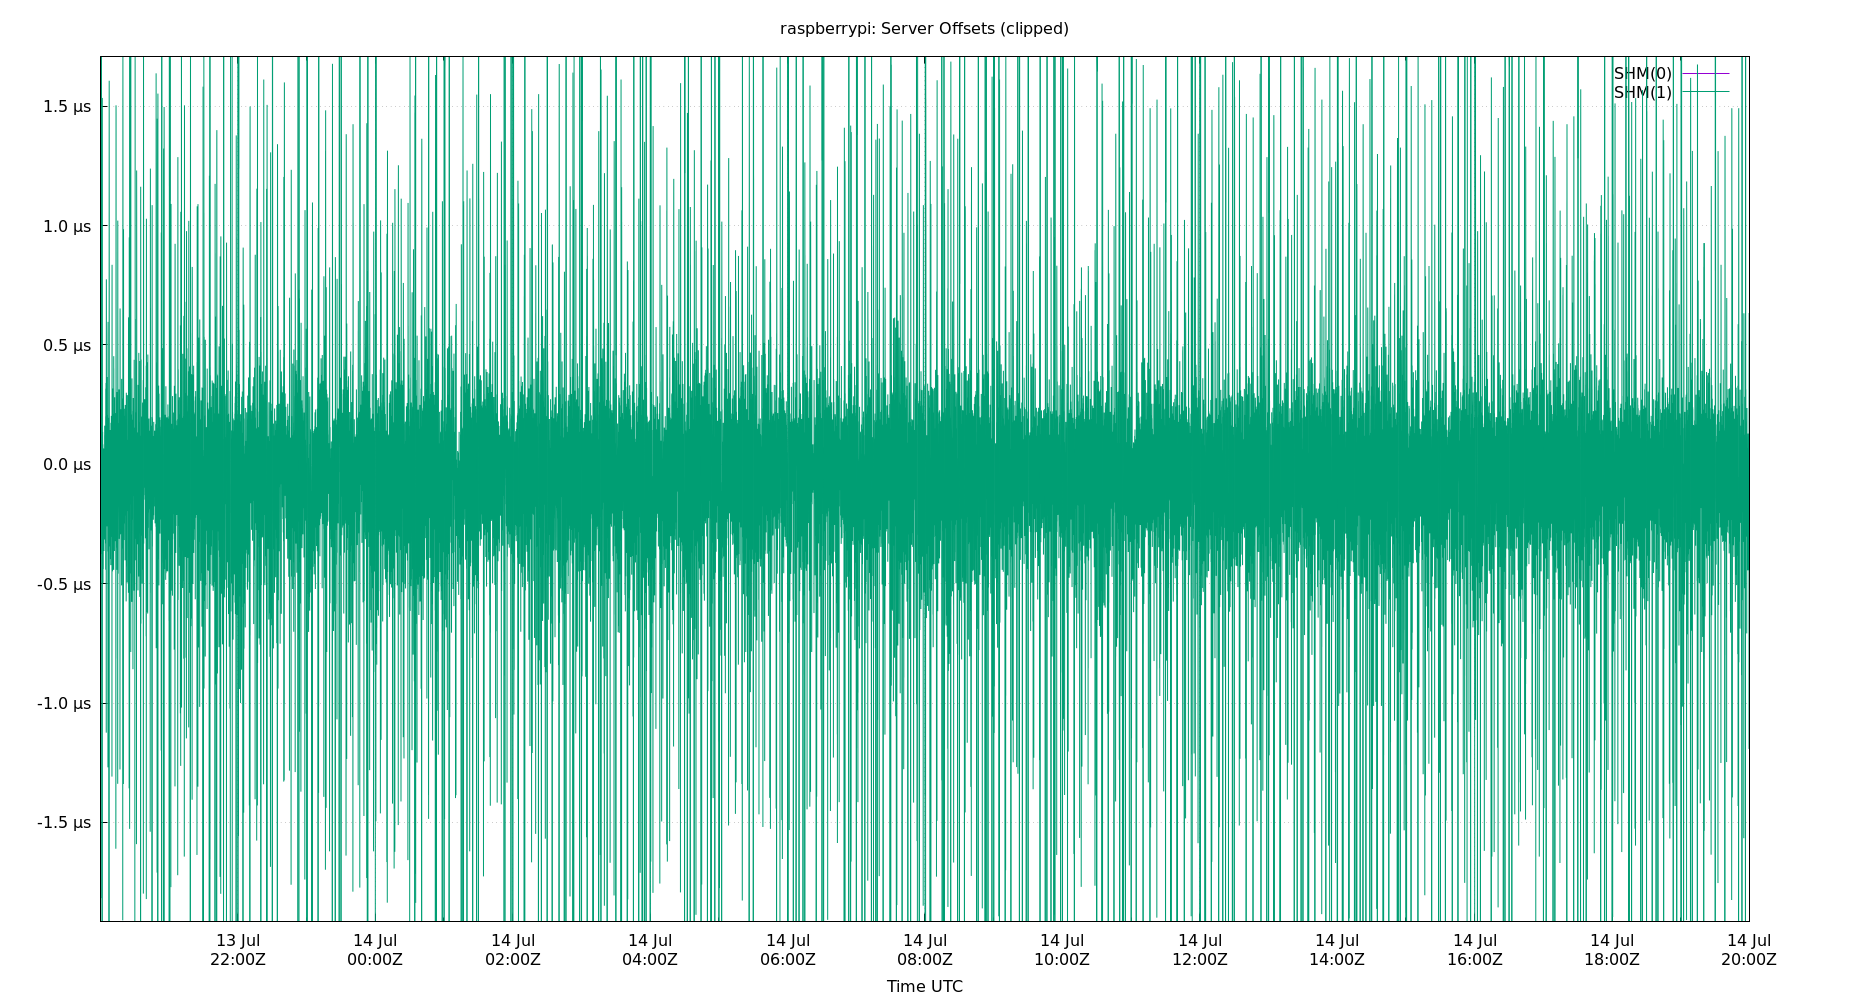 raspberrypi: Server Offsets (clipped)
SHM(0)
SHM(1)
1.5 µs
1.0 µs
0.5 µs
0.0 µs
-0.5 µs
-1.0 µs
-1.5 µs
13 Jul 14 Jul 14 Jul 14 Jul 14 Jul 14 Jul 14 Jul 14 Jul 14 Jul 14 Jul 14 Jul 14 Jul
22:00Z 00:00Z 02:00Z 04:00Z 06:00Z 08:00Z 10:00Z 12:00Z 14:00Z 16:00Z 18:00Z 20:00Z
Time UTC